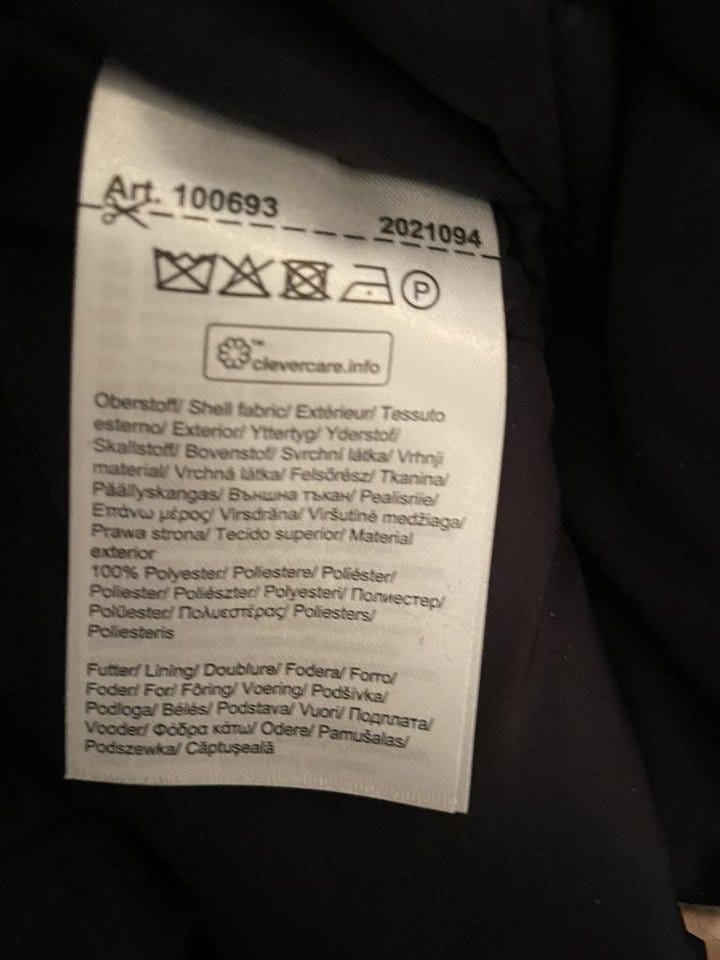 Art. 100693
2021094
P
clevercare.info
Oberstoff/ Shell fabric/ Extérieur/ Tessuto
esterno/ Exterior/ Yttertyg/ Yderstof/
Skallstoff/ Bovenstof/ Svrchní látka/ Vrhnji
material/ Vrchná látka/ Felsőrész/ Tkanina/
Päällyskangas/ Външна тъкан/ Pealisriie/
Επάνω μέρος/ Virsdrāna/ Viršutinė medžiaga/
Prawa strona/ Tecido superior/ Material
exterior
100% Polyester/ Poliestere/ Poliéster/
Poliester/ Poliészter/ Polyesteri/ Полиестер/
Polüester/ Πολυεστέρας/ Poliesters/
Poliesteris
Futter/ Lining/ Doublure/ Fodera/ Forro/
Foder/ For/ Fôring/ Voering/ Podšívka/
Podloga/ Bélés/ Podstava/ Vuori/ Подплата/
Vooder/ Φόδρα κάτω/ Odere/ Pamušalas/
Podszewka/ Căptuşeală